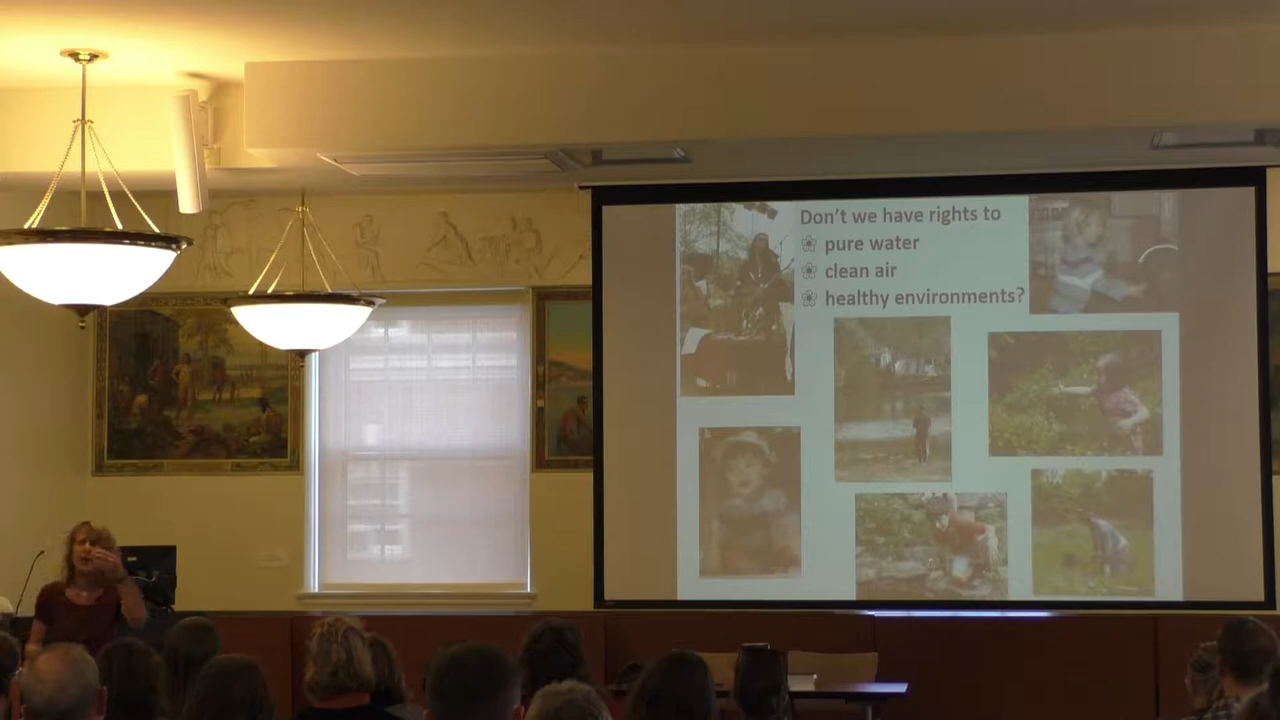 Don't we have rights to
pure water
clean air
healthy environments?